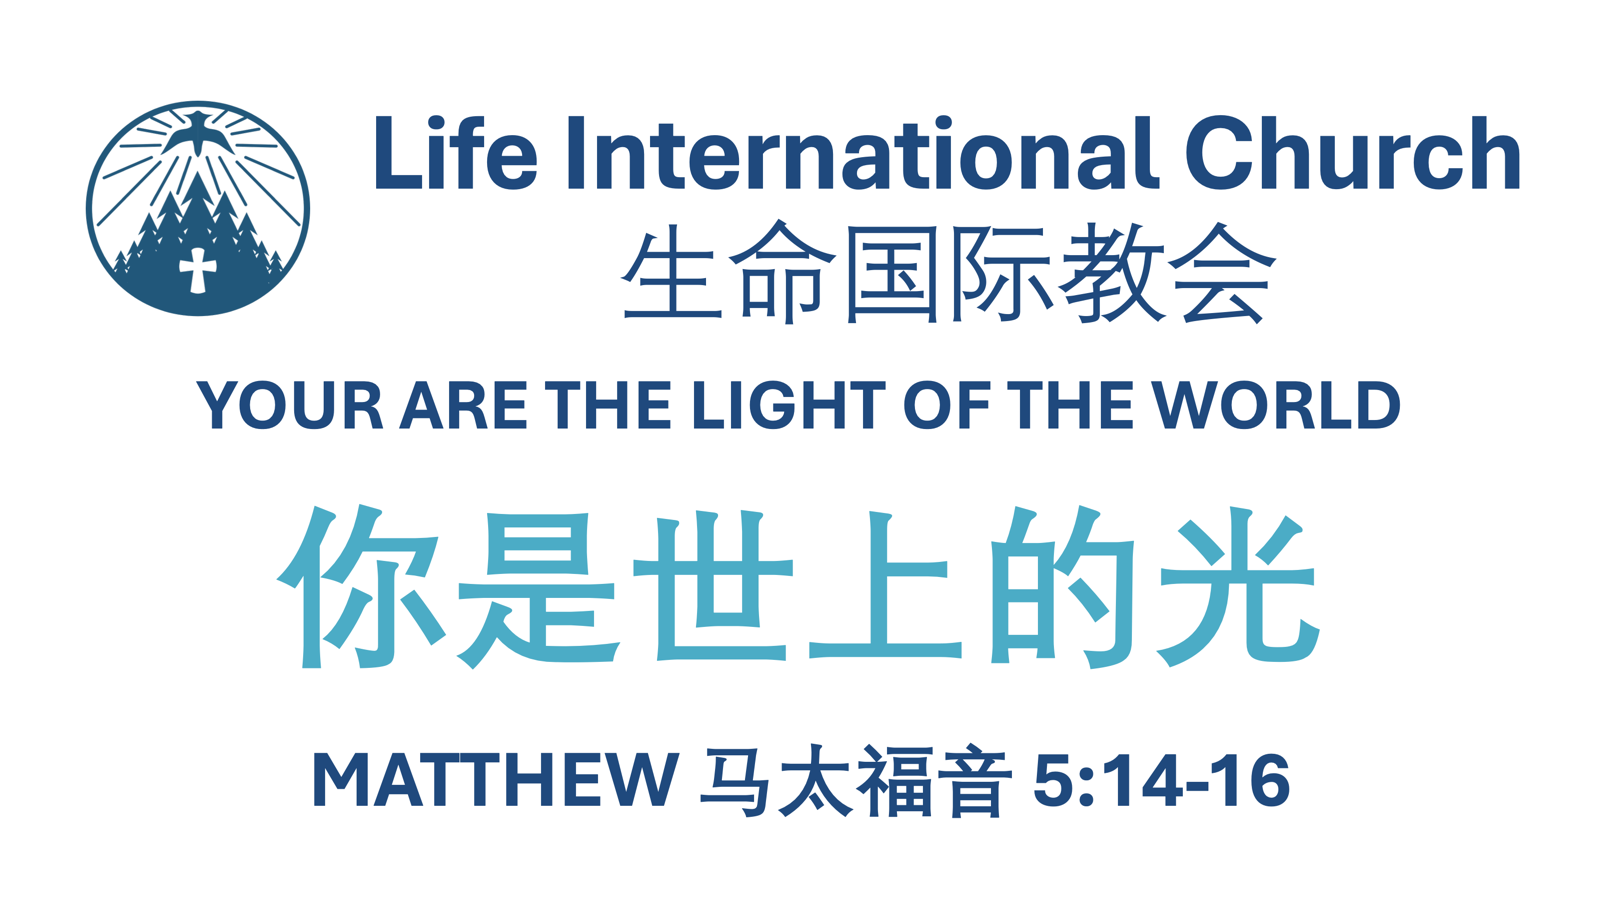 Life International Church
生命国际教会
YOUR ARE THE LIGHT OF THE WORLD
你是世上的光
MATTHEW 马太福音 5:14-16